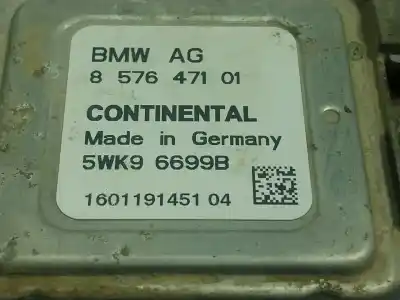 BMW AG
8 576 471 01
CONTINENTAL
Made in Germany
5WK9 6699B
1601191451 04